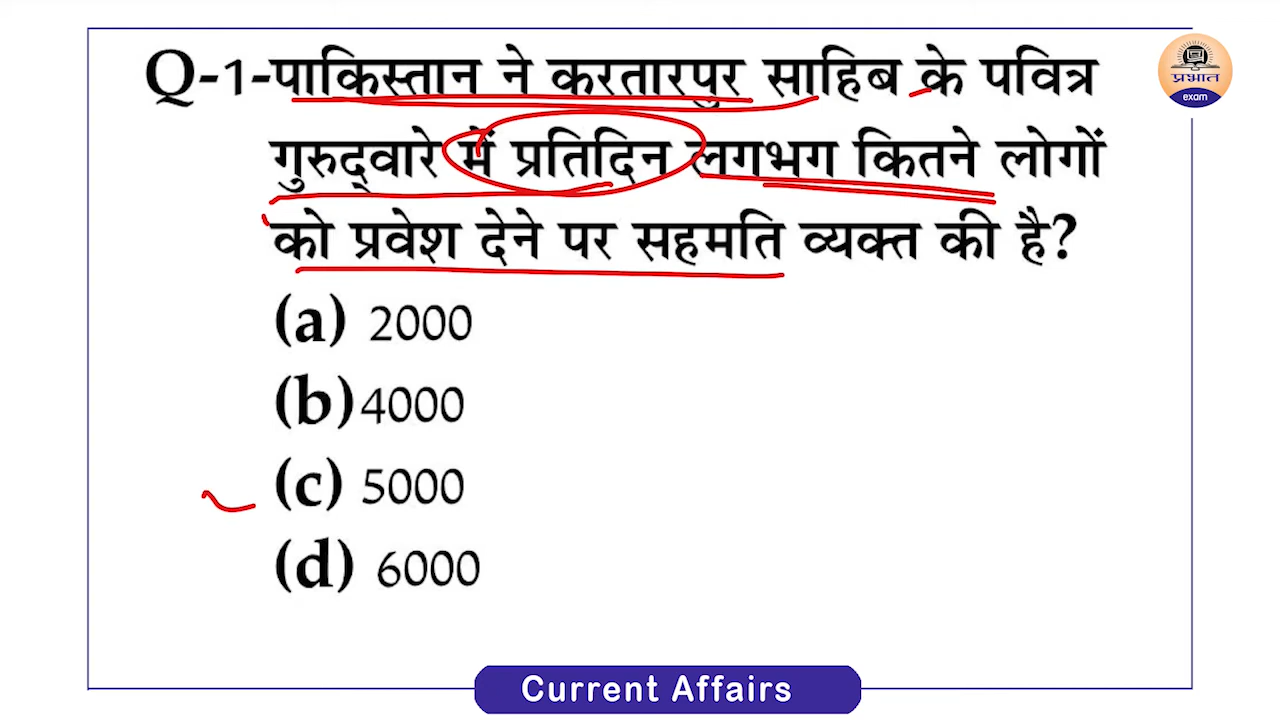 Q-1-पाकिस्तान ने करतारपुर साहिब के पवित्र
गुरुद्वारे में प्रतिदिन लगभग कितने लोगों
को प्रवेश देने पर सहमति व्यक्त की है?
(a) 2000
(b) 4000
(c) 5000
(d) 6000
प्रभात
exam
Current Affairs